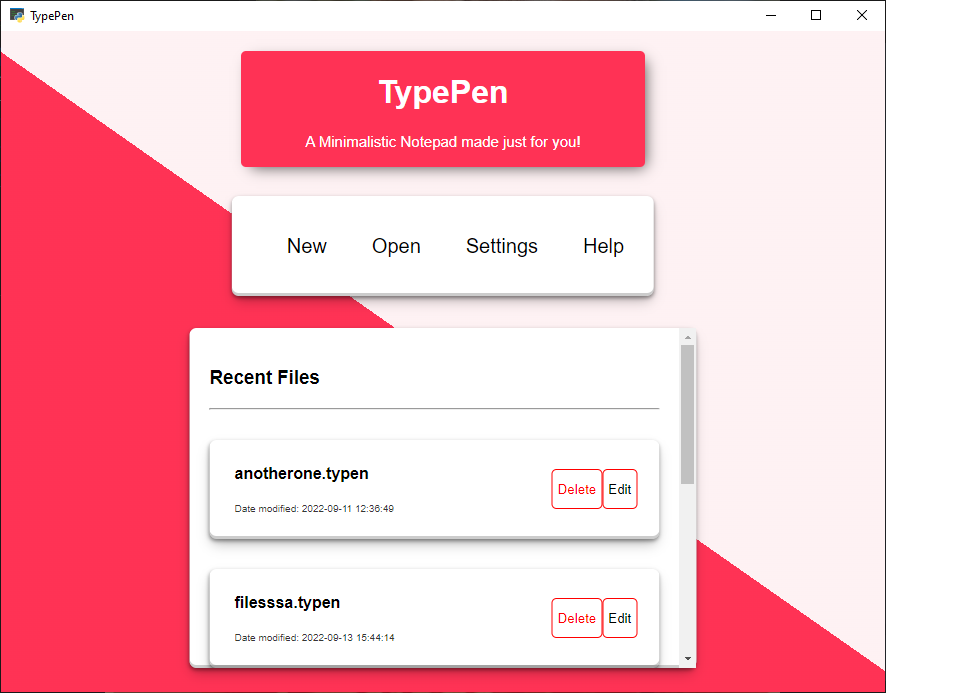 TypePen
TypePen
A Minimalistic Notepad made just for you!
New Open Settings Help
Recent Files
anotherone.typen
Delete Edit
Date modified: 2022-09-11 12:36:49
filesssa.typen
Delete Edit
Date modified: 2022-09-13 15:44:14